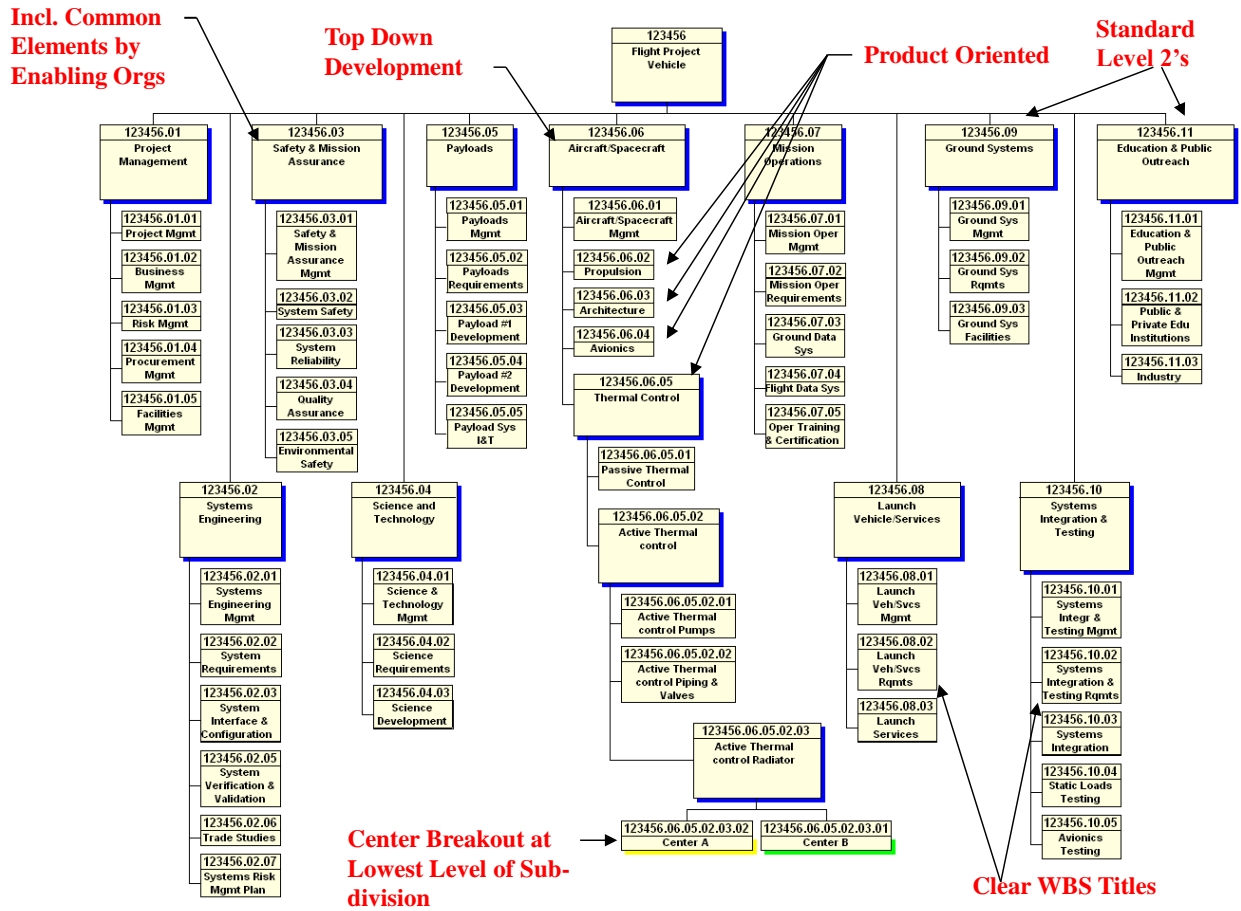 Incl. Common
Elements by
Enabling Orgs
Top Down
Development
123456
Flight Project
Vehicle
Product Oriented
Standard
Level 2's
123456.01
Project
Management
123456.01.01
Project Mgmt
123456.01.02
Business
Mgmt
123456.01.03
Risk Mgmt
123456.01.04
Procurement
Mgmt
123456.01.05
Facilities
Mgmt
123456.03
Safety & Mission
Assurance
123456.03.01
Safety &
Mission
Assurance
Mgmt
123456.03.02
System Safety
123456.03.03
System
Reliability
123456.03.04
Quality
Assurance
123456.03.05
Environmental
Safety
123456.05
Payloads
123456.05.01
Payloads
Mgmt
123456.05.02
Payloads
Requirements
123456.05.03
Payload #1
Development
123456.05.04
Payload #2
Development
123456.05.05
Payload Sys
I&T
123456.06
Aircraft/Spacecraft
123456.06.01
Aircraft/Spacecraft
Mgmt
123456.06.02
Propulsion
123456.06.03
Architecture
123456.06.04
Avionics
123456.06.05
Thermal Control
123456.06.05.01
Passive Thermal
Control
123456.06.05.02
Active Thermal
control
123456.06.05.02.01
Active Thermal
control Pumps
123456.06.05.02.02
Active Thermal
control Piping &
Valves
123456.06.05.02.03
Active Thermal
control Radiator
123456.06.05.02.03.02
Center A
123456.06.05.02.03.01
Center B
123456.07
Mission
Operations
123456.07.01
Mission Oper
Mgmt
123456.07.02
Mission Oper
Requirements
123456.07.03
Ground Data
Sys
123456.07.04
Flight Data Sys
123456.07.05
Oper Training
& Certification
123456.09
Ground Systems
123456.09.01
Ground Sys
Mgmt
123456.09.02
Ground Sys
Rqmts
123456.09.03
Ground Sys
Facilities
123456.11
Education & Public
Outreach
123456.11.01
Education &
Public
Outreach
Mgmt
123456.11.02
Public &
Private Edu
Institutions
123456.11.03
Industry
123456.02
Systems
Engineering
123456.02.01
Systems
Engineering
Mgmt
123456.02.02
System
Requirements
123456.02.03
System
Interface &
Configuration
123456.02.05
System
Verification &
Validation
123456.02.06
Trade Studies
123456.02.07
Systems Risk
Mgmt Plan
123456.04
Science and
Technology
123456.04.01
Science &
Technology
Mgmt
123456.04.02
Science
Requirements
123456.04.03
Science
Development
123456.08
Launch
Vehicle/Services
123456.08.01
Launch
Veh/Svcs
Mgmt
123456.08.02
Launch
Veh/Svcs
Rqmts
123456.08.03
Launch
Services
123456.10
Systems
Integration &
Testing
123456.10.01
Systems
Integr &
Testing Mgmt
123456.10.02
Systems
Integration &
Testing Rqmts
123456.10.03
Systems
Integration
123456.10.04
Static Loads
Testing
123456.10.05
Avionics
Testing
Center Breakout at
Lowest Level of Sub-
division
Clear WBS Titles